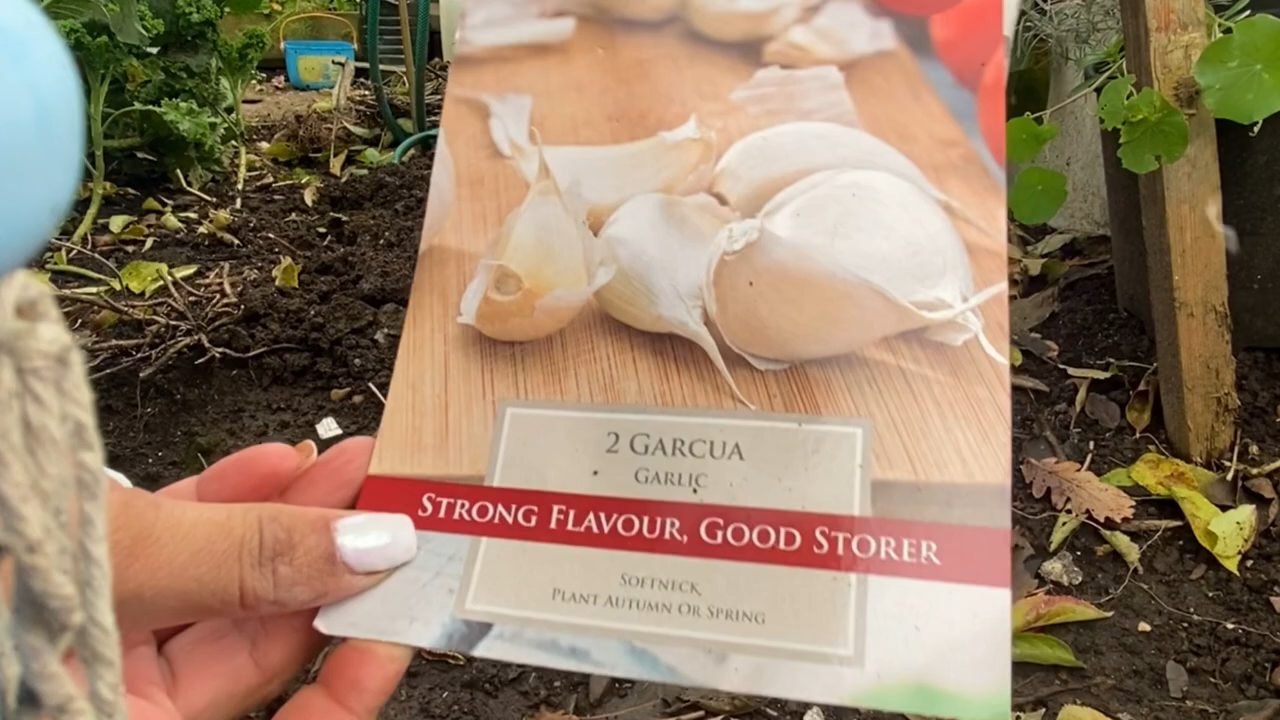 2 GARCUA
GARLIC
STRONG FLAVOUR, GOOD STORER
SOFTNECK
PLANT AUTUMN OR SPRING